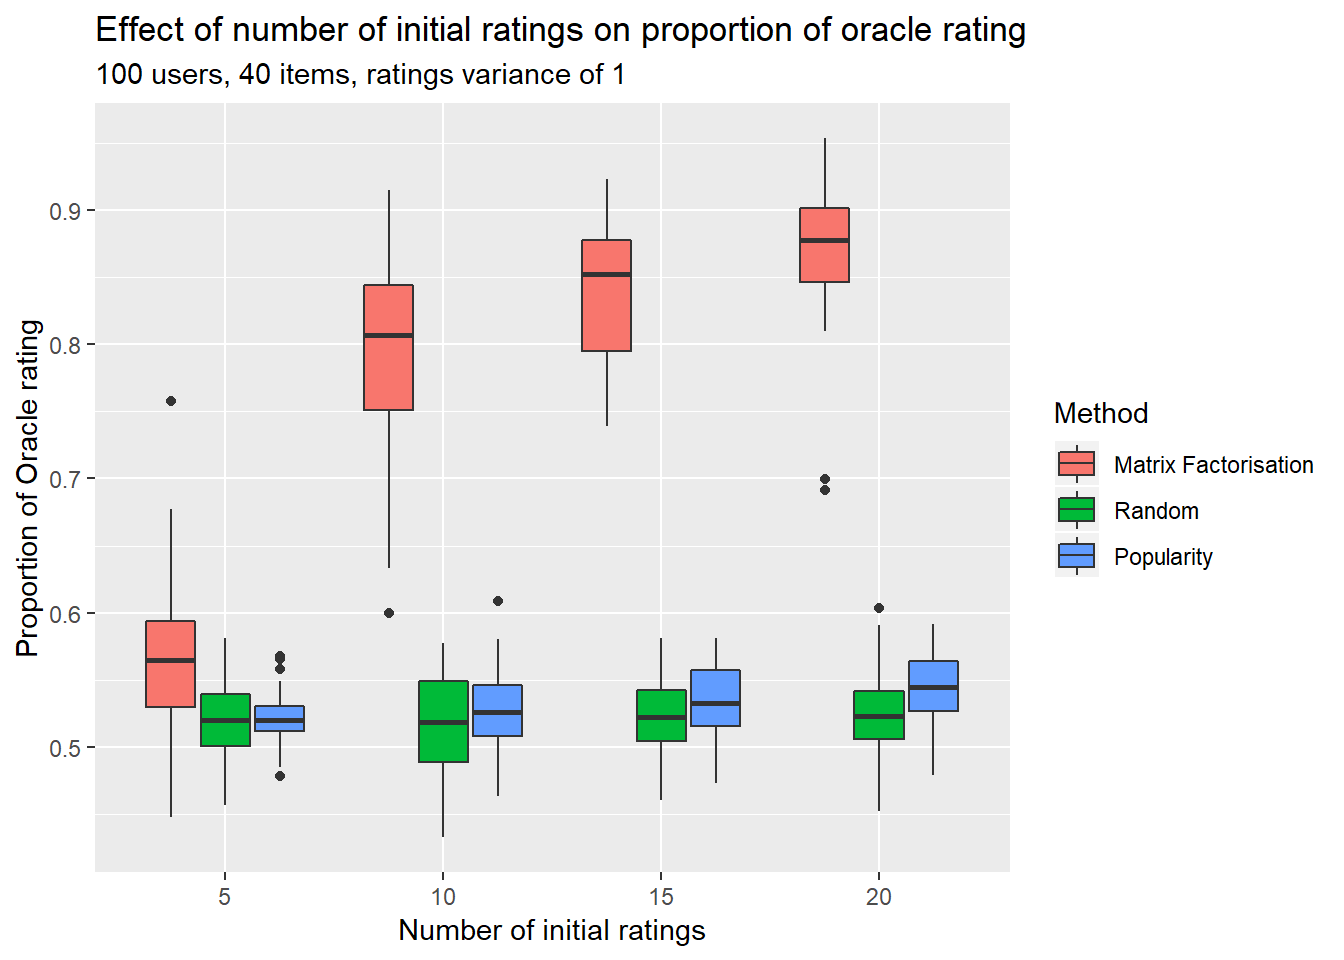 Effect of number of initial ratings on proportion of oracle rating
100 users, 40 items, ratings variance of 1
Proportion of Oracle rating
0.9
0.8
0.7
0.6
0.5
5 10 15 20
Number of initial ratings
Method
Matrix Factorisation
Random
Popularity